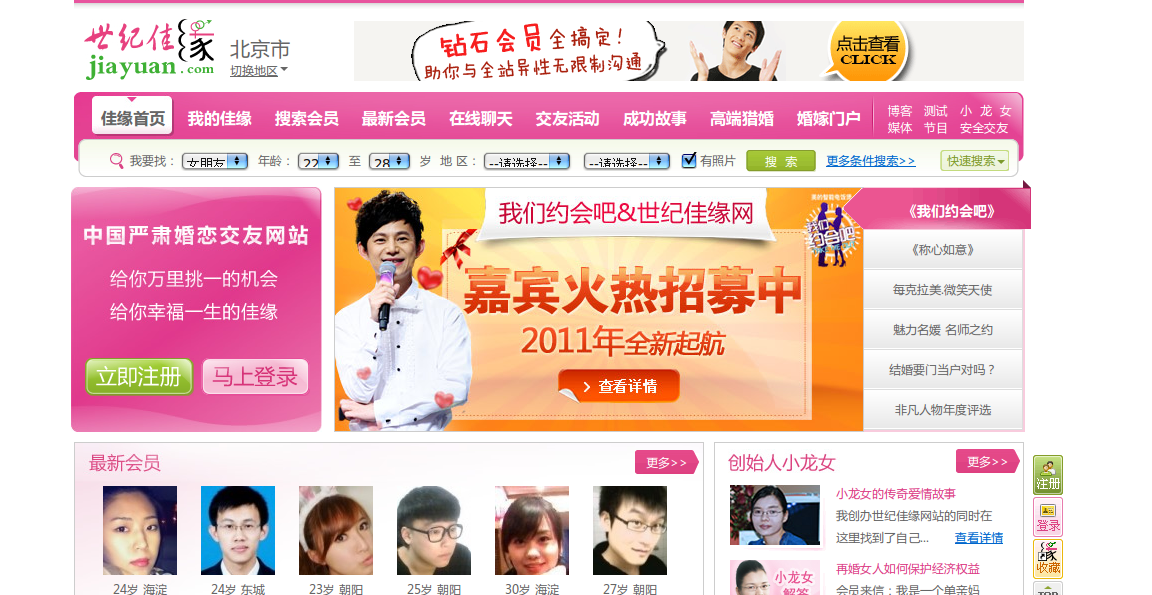 世纪佳缘
jiayuan.com
北京市
切换地区
钻石会员全搞定！
助你与全站异性无限制沟通
点击查看
CLICK
佳缘首页 我的佳缘 搜索会员 最新会员 在线聊天 交友活动 成功故事 高端猎婚 婚嫁门户
博客 测试 小龙女
媒体 节目 安全交友
我要找： 女朋友 年龄： 22 至 28 岁 地区： --请选择-- --请选择-- 有照片 搜索 更多条件搜索>> 快速搜索
中国严肃婚恋交友网站
给你万里挑一的机会
给你幸福一生的佳缘
立即注册 马上登录
我们约会吧&世纪佳缘网
我们
约会吧
嘉宾火热招募中
2011年全新起航
查看详情
《我们约会吧》
《称心如意》
每克拉美.微笑天使
魅力名媛 名师之约
结婚要门当户对吗？
非凡人物年度评选
最新会员 更多>>
24岁 海淀 24岁 东城 23岁 朝阳 24岁 朝阳 30岁 海淀 27岁 朝阳
创始人小龙女 更多>>
小龙女的传奇爱情故事
我创办世纪佳缘网站的同时在
这里找到了自己... 查看详情
小龙女
解答
再婚女人如何保护经济权益
会员来信：我是一个单亲妈
注册
登录
缘
收藏
TOP